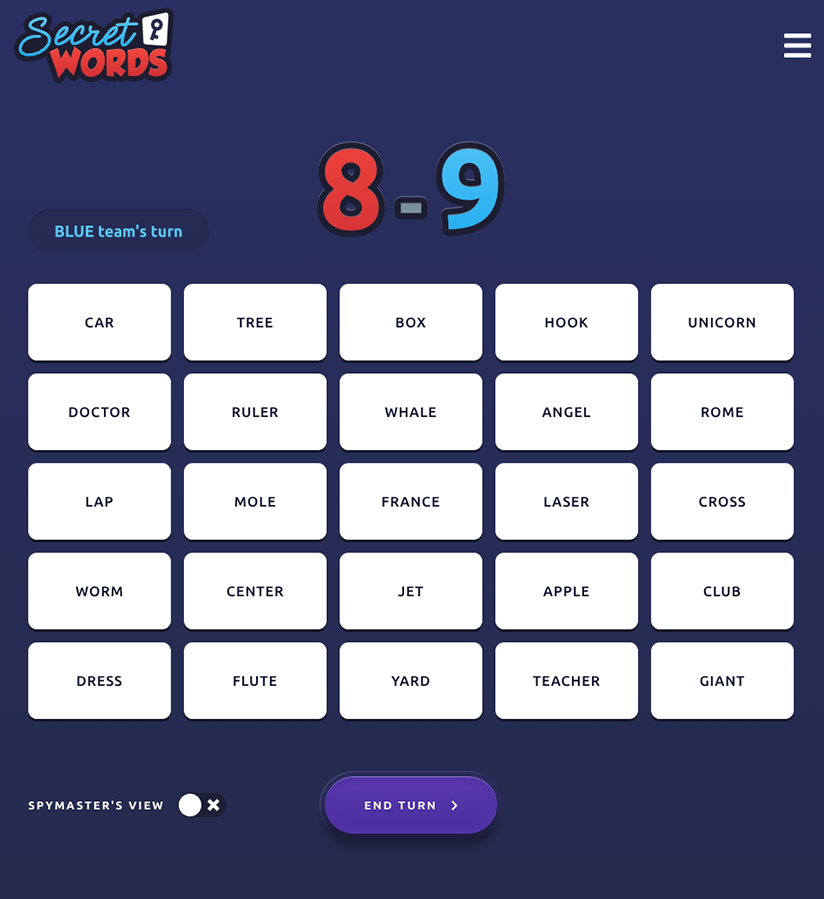 Secret
WORDS
8 - 9
BLUE team's turn
CAR TREE BOX HOOK UNICORN
DOCTOR RULER WHALE ANGEL ROME
LAP MOLE FRANCE LASER CROSS
WORM CENTER JET APPLE CLUB
DRESS FLUTE YARD TEACHER GIANT
SPYMASTER'S VIEW END TURN